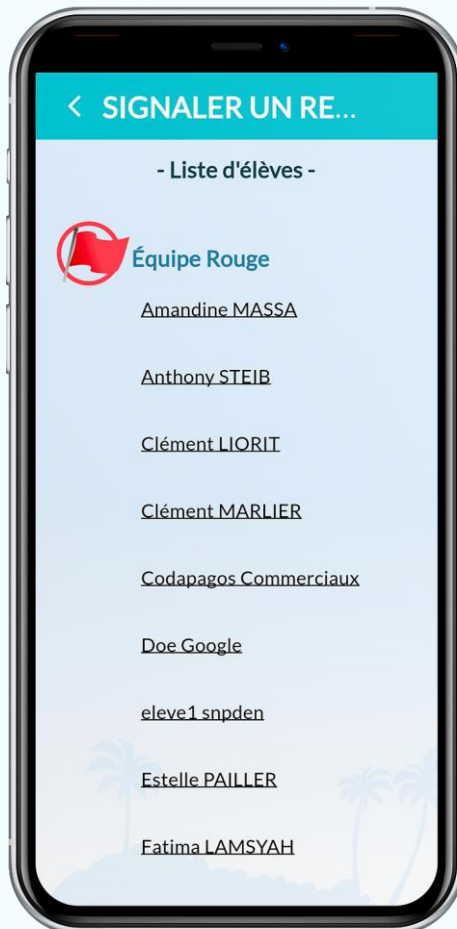 < SIGNALER UN RE...
- Liste d'élèves -
Équipe Rouge
Amandine MASSA
Anthony STEIB
Clément LIORIT
Clément MARLIER
Codapagos Commerciaux
Doe Google
eleve1 snpden
Estelle PAILLER
Fatima LAMSYAH